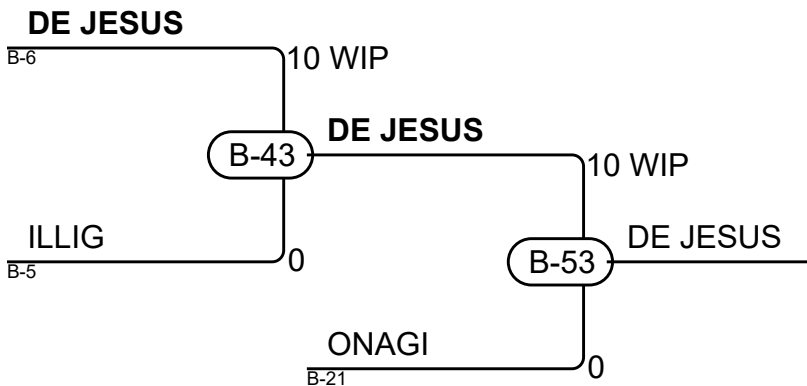 DE JESUS
B-6
10 WIP
B-43
DE JESUS
10 WIP
ILLIG
B-5
0
B-53
DE JESUS
ONAGI
B-21
0